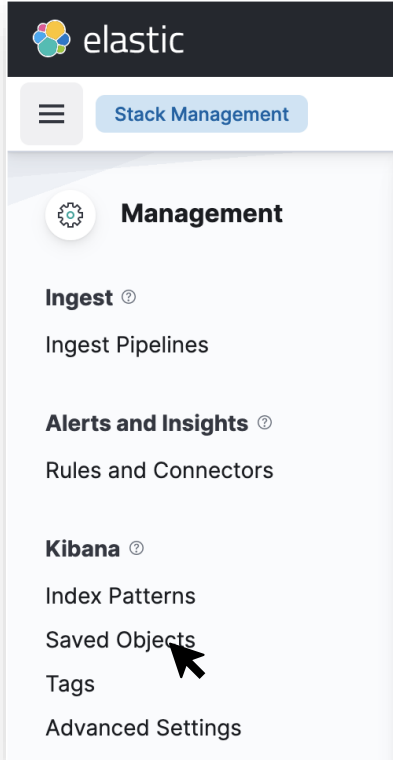 elastic
Stack Management
Management
Ingest
Ingest Pipelines
Alerts and Insights
Rules and Connectors
Kibana
Index Patterns
Saved Objects
Tags
Advanced Settings